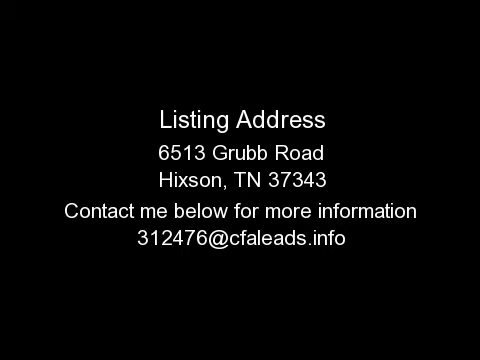 Listing Address
6513 Grubb Road
Hixson, TN 37343
Contact me below for more information
312476@cfaleads.info